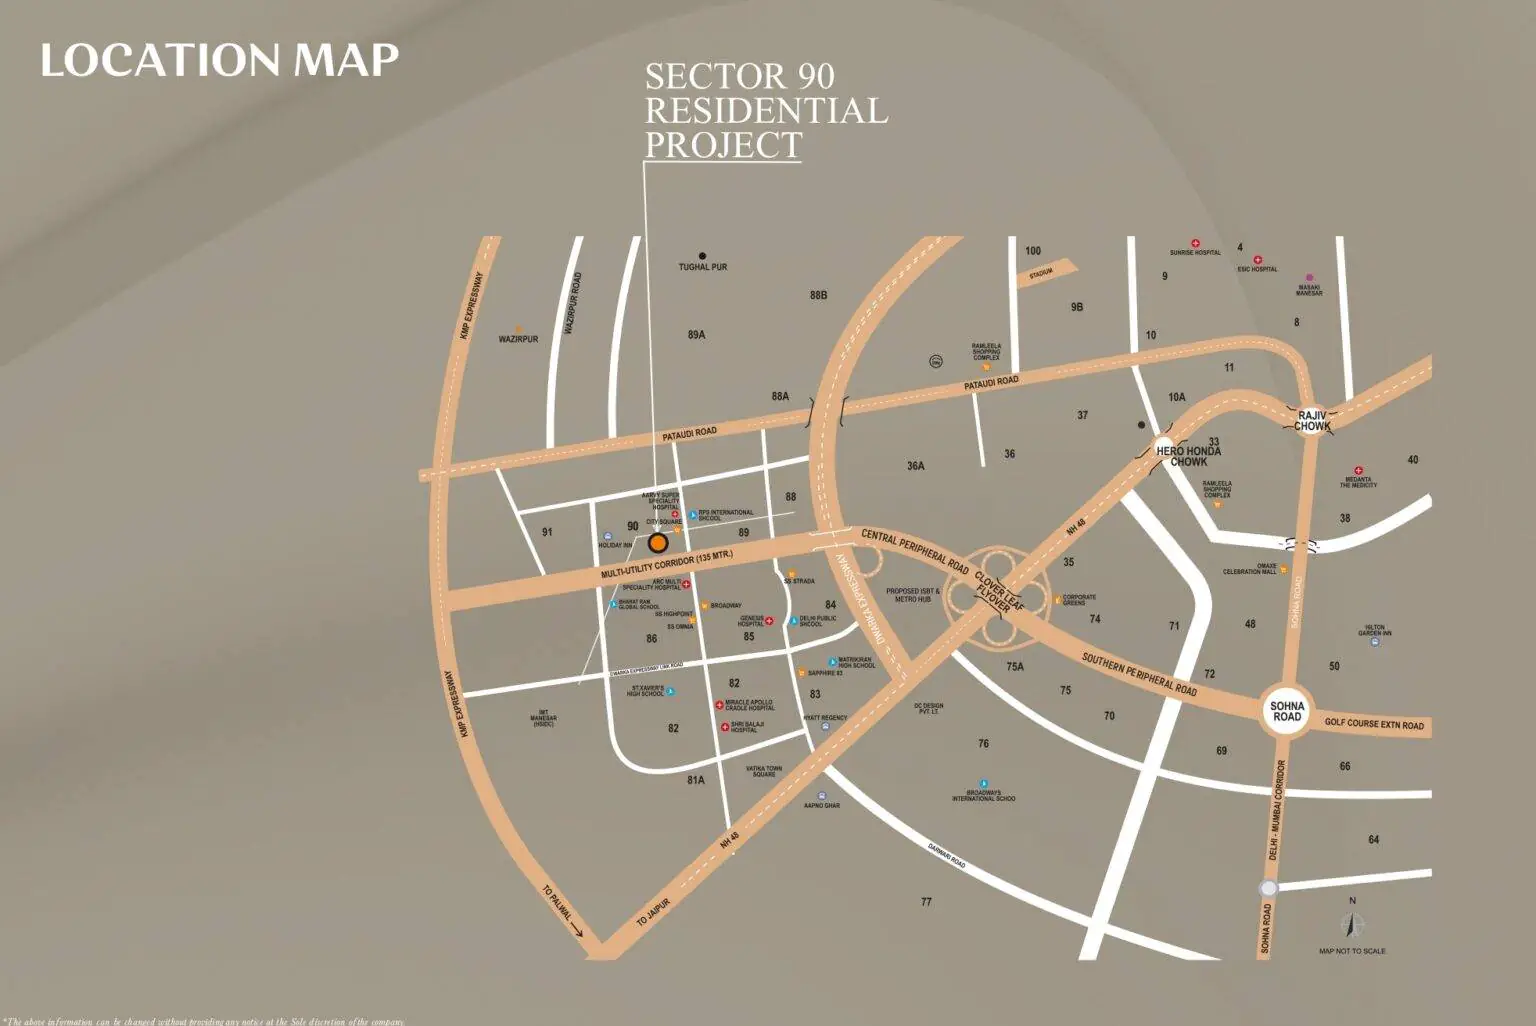 LOCATION MAP
SECTOR 90
RESIDENTIAL
PROJECT
KMP EXPRESSWAY
WAZIRPUR ROAD
WAZIRPUR
TUGHAL PUR
88B
89A
88A
100
STADIUM
9B
9
10
SUNRISE HOSPITAL
4
ESIC HOSPITAL
MASAKI
MANESAR
8
11
10A
RAMLEELA
SHOPPING
COMPLEX
PATAUDI ROAD
PATAUDI ROAD
37
36
36A
33
HERO HONDA
CHOWK
RAJIV
CHOWK
40
MEDANTA
THE MEDICITY
38
RAMLEELA
SHOPPING
COMPLEX
AARVY SUPER
SPECIALITY
HOSPITAL
CITY SQUARE
RPS INTERNATIONAL
SHCOOL
88
89
90
91
HOLIDAY INN
MULTI-UTILITY CORRIDOR (135 MTR.)
CENTRAL PERIPHERAL ROAD
NH 48
35
CLOVER LEAF
FLYOVER
PROPOSED ISBT &
METRO HUB
CORPORATE
GREENS
74
OMAXE
CELEBRATION MALL
SOHNA ROAD
HILTON
GARDEN INN
71
48
50
72
ARC MULTI
SPECIALITY HOSPITAL
BHARAT RAM
GLOBAL SCHOOL
SS HIGHPOINT
SS OMNIA
BROADWAY
GENESIS
HOSPITAL
SS STRADA
84
DELHI PUBLIC
SHCOOL
86
85
DWARKA EXPRESSWAY
DWARKA EXPRESSWAY LINK ROAD
MATRIKIRAN
HIGH SCHOOL
SAPPHIRE 83
83
82
ST.XAVIER'S
HIGH SCHOOL
MIRACLE APOLLO
CRADLE HOSPITAL
SHRI BALAJI
HOSPITAL
82
HYATT REGENCY
DC DESIGN
PVT. LT.
75A
75
SOUTHERN PERIPHERAL ROAD
70
SOHNA
ROAD
GOLF COURSE EXTN ROAD
69
66
76
KMP EXPRESSWAY
IMT
MANESAR
(HSIDC)
81A
VATIKA TOWN
SQUARE
AAPNO GHAR
BROADWAYS
INTERNATIONAL SCHOO
DELHI - MUMBAI CORRIDOR
64
NH 48
DARWARI ROAD
77
TO PALWAL
TO JAIPUR
SOHNA ROAD
N
MAP NOT TO SCALE
*The above information can be changed without providing any notice at the Sole discretion of the company.